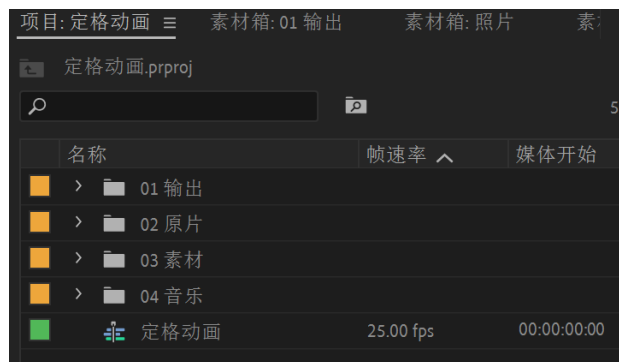 项目: 定格动画 素材箱: 01 输出 素材箱: 照片 素
定格动画.prproj
5
名称 帧速率 媒体开始
01 输出
02 原片
03 素材
04 音乐
定格动画 25.00 fps 00:00:00:00